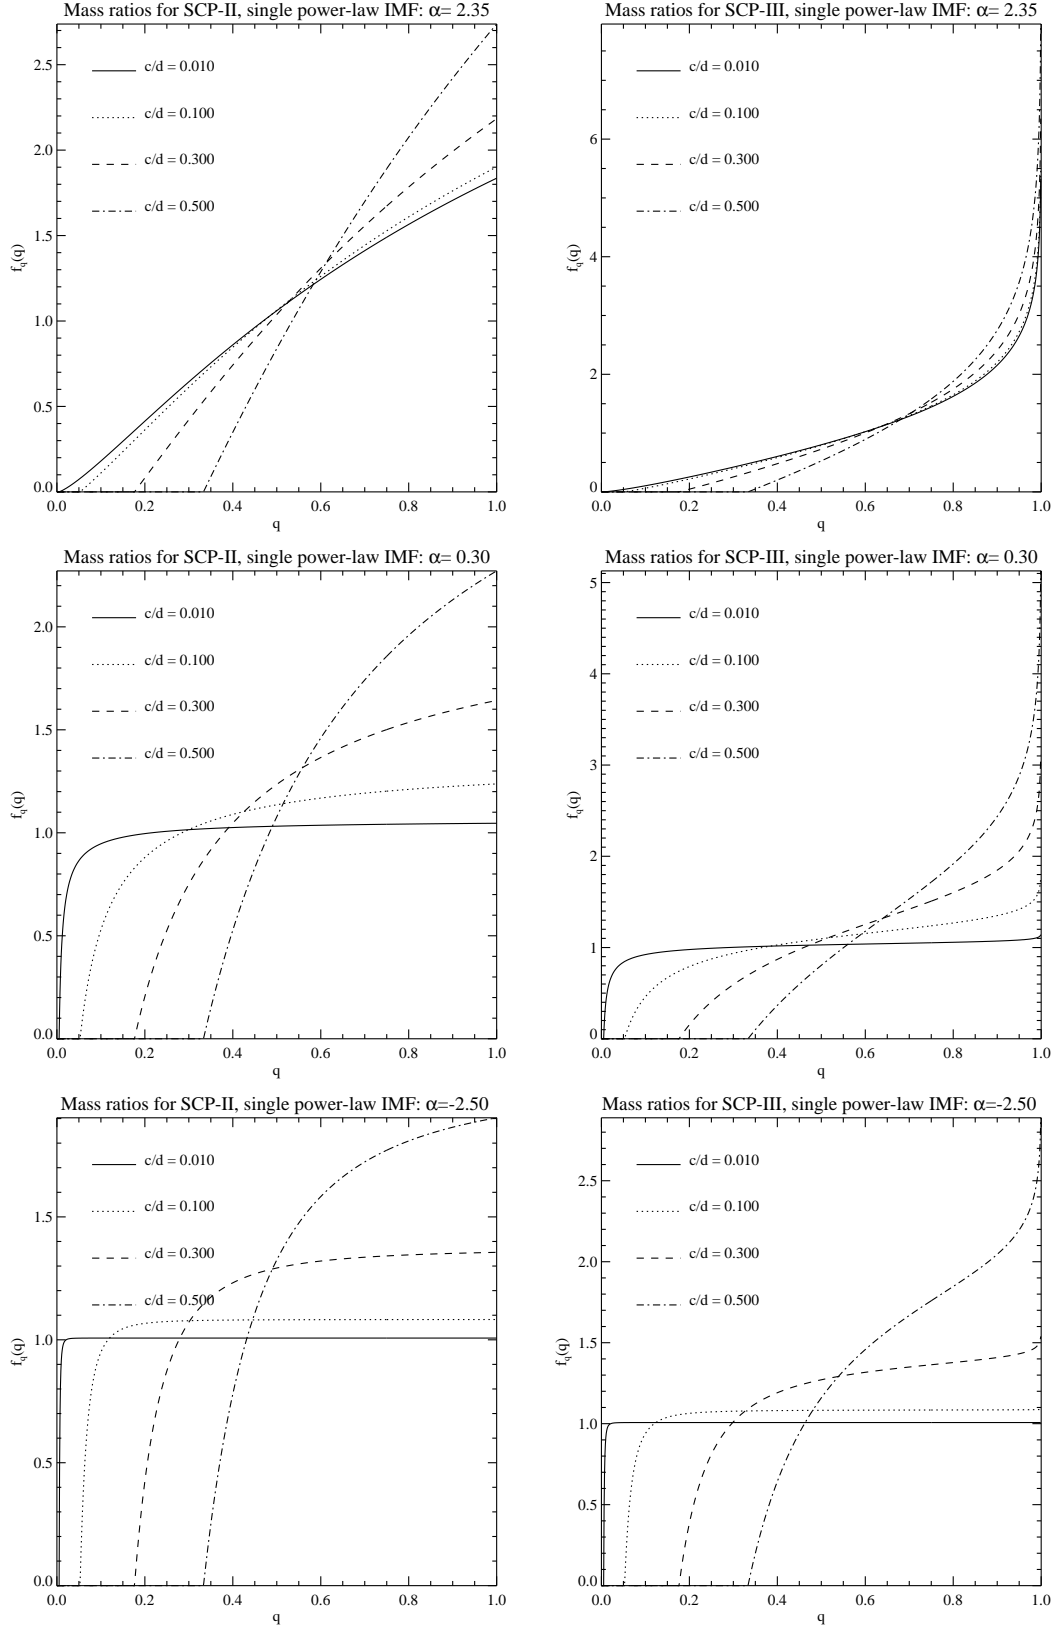 Mass ratios for SCP-II, single power-law IMF: α= 2.35
c/d = 0.010
c/d = 0.100
c/d = 0.300
c/d = 0.500
2.5
2.0
1.5
1.0
0.5
0.0
fq(q)
0.0 0.2 0.4 0.6 0.8 1.0
q
Mass ratios for SCP-III, single power-law IMF: α= 2.35
c/d = 0.010
c/d = 0.100
c/d = 0.300
c/d = 0.500
6
4
2
0
fq(q)
0.0 0.2 0.4 0.6 0.8 1.0
q
Mass ratios for SCP-II, single power-law IMF: α= 0.30
c/d = 0.010
c/d = 0.100
c/d = 0.300
c/d = 0.500
2.0
1.5
1.0
0.5
0.0
fq(q)
0.0 0.2 0.4 0.6 0.8 1.0
q
Mass ratios for SCP-III, single power-law IMF: α= 0.30
c/d = 0.010
c/d = 0.100
c/d = 0.300
c/d = 0.500
5
4
3
2
1
0
fq(q)
0.0 0.2 0.4 0.6 0.8 1.0
q
Mass ratios for SCP-II, single power-law IMF: α=-2.50
c/d = 0.010
c/d = 0.100
c/d = 0.300
c/d = 0.500
1.5
1.0
0.5
0.0
fq(q)
0.0 0.2 0.4 0.6 0.8 1.0
q
Mass ratios for SCP-III, single power-law IMF: α=-2.50
c/d = 0.010
c/d = 0.100
c/d = 0.300
c/d = 0.500
2.5
2.0
1.5
1.0
0.5
0.0
fq(q)
0.0 0.2 0.4 0.6 0.8 1.0
q